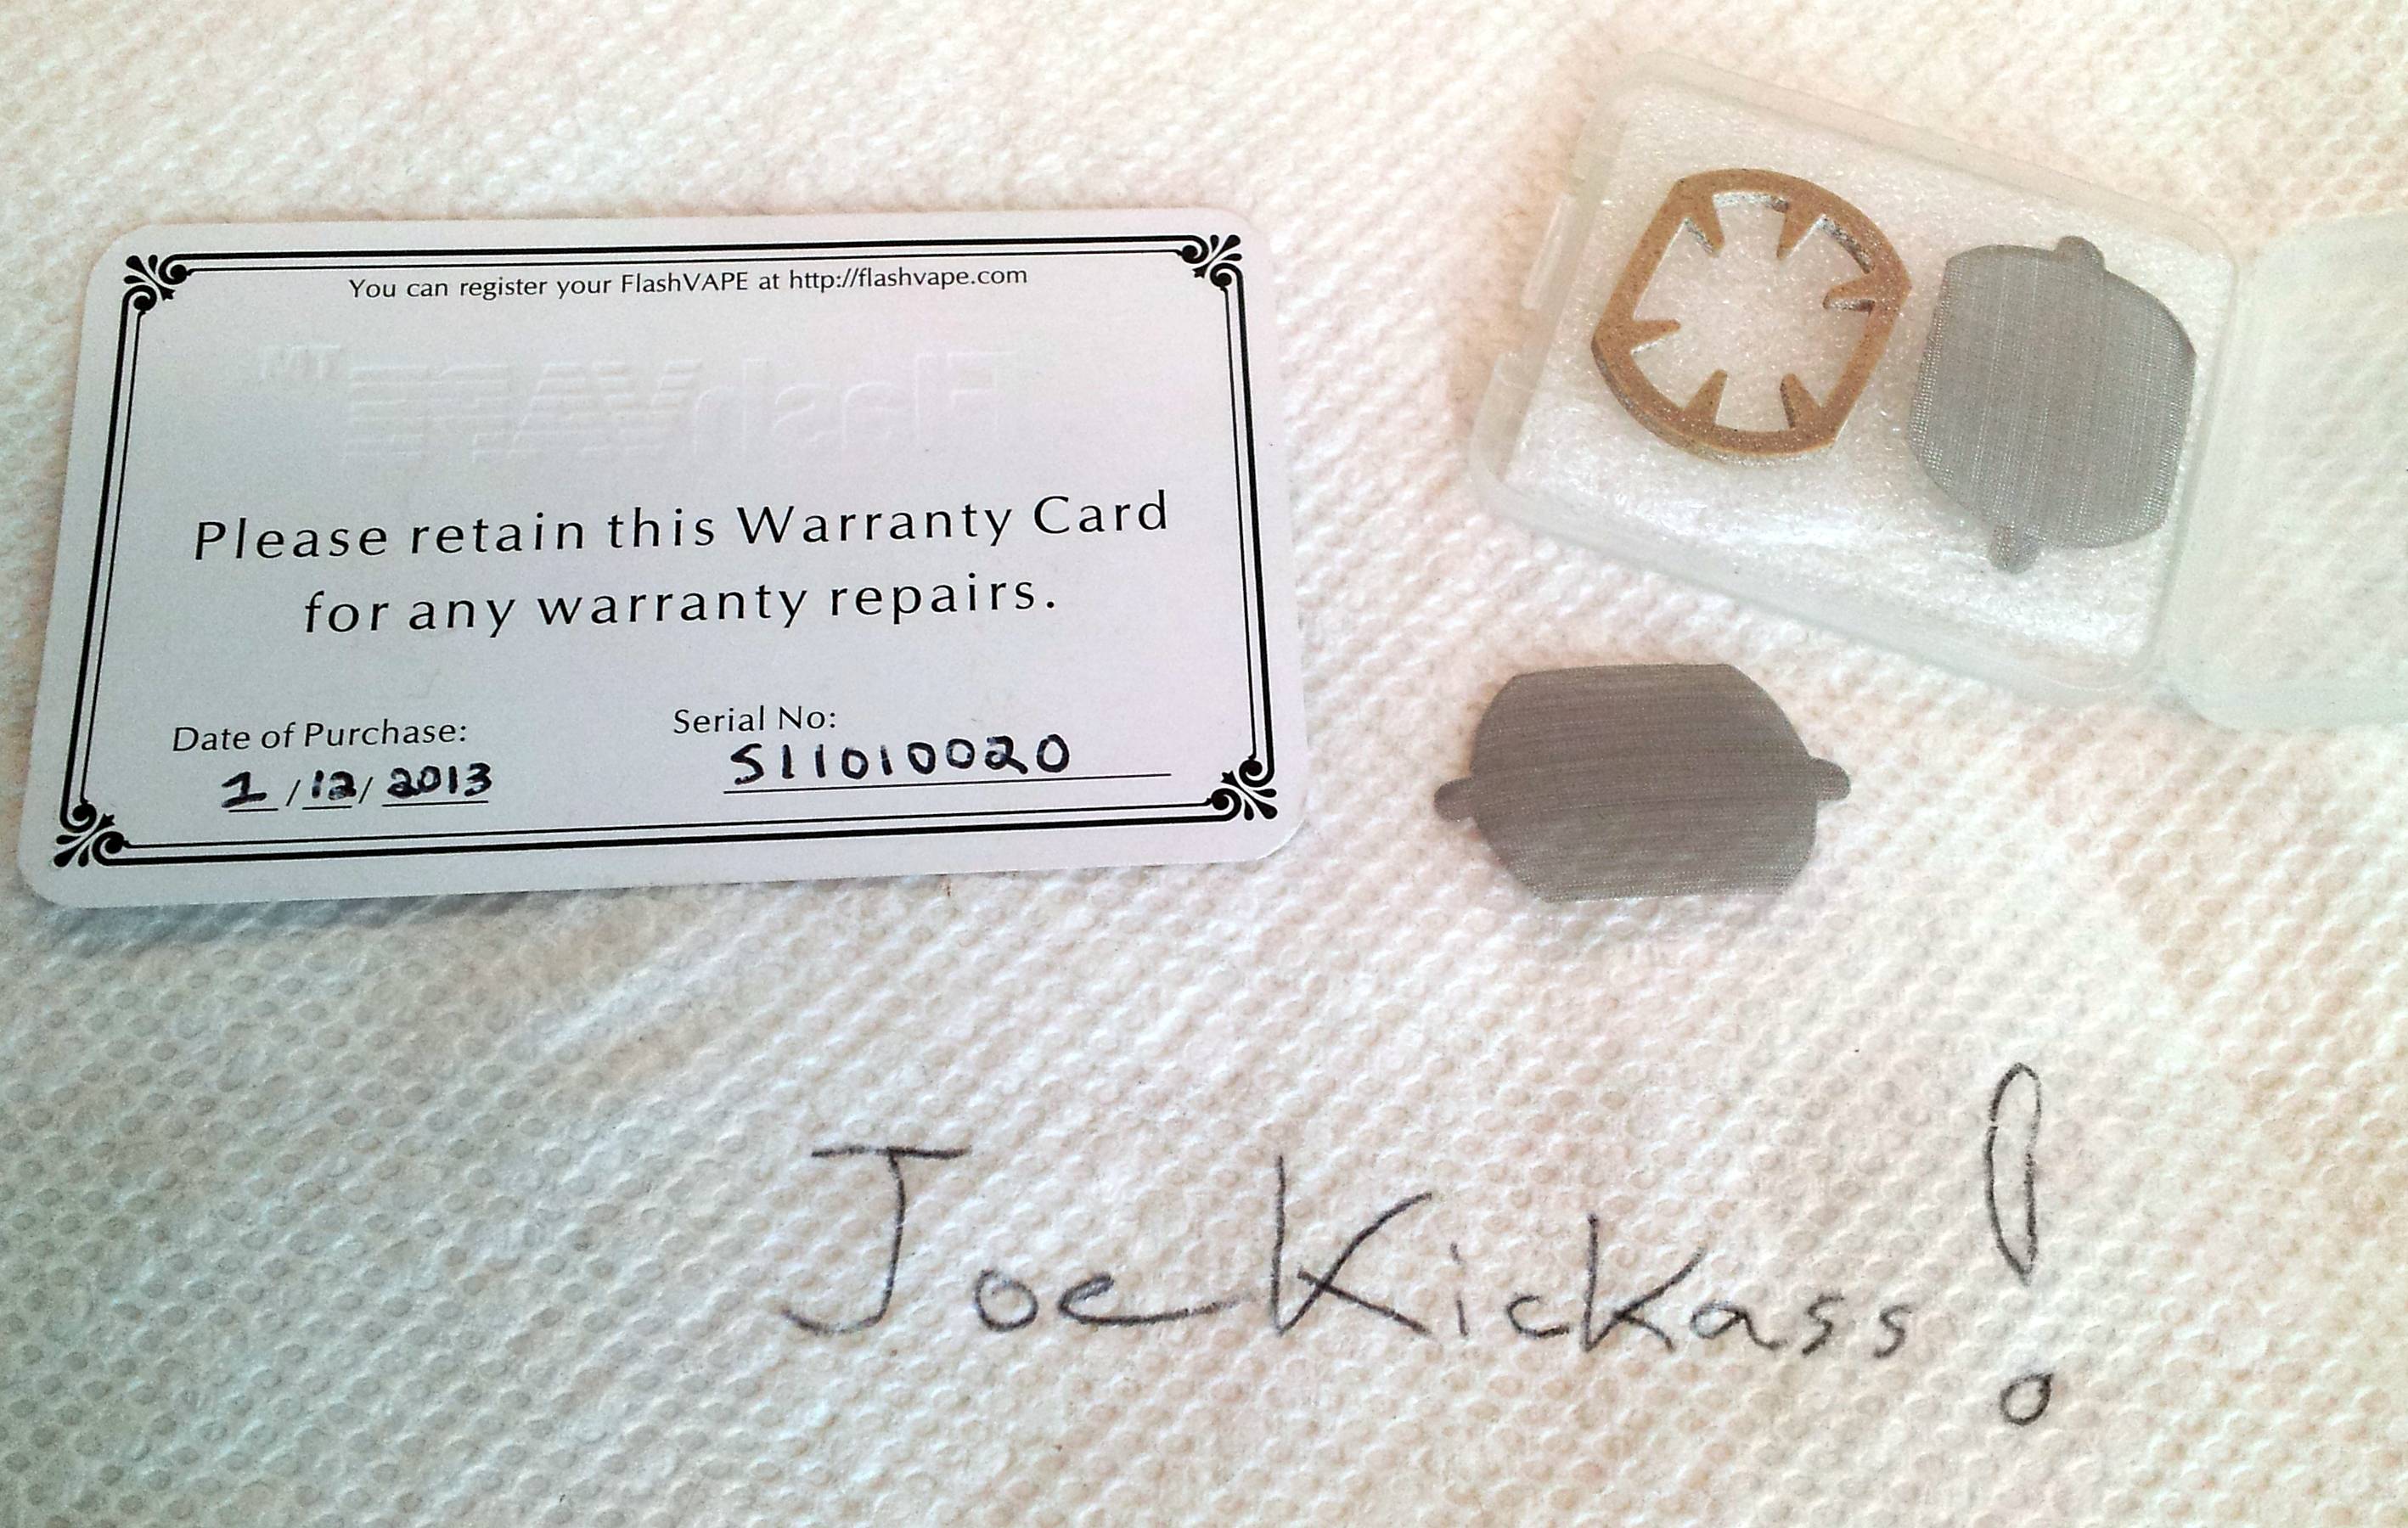 You can register your FlashVAPE at http://flashvape.com
FlashVAPE™
Please retain this Warranty Card
for any warranty repairs.
Date of Purchase:
1/12/2013
Serial No:
S11010020
Joe Kickass!